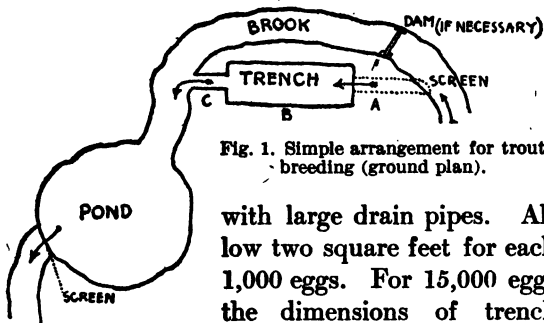 BROOK
DAM (IF NECESSARY)
TRENCH
SCREEN
A
C
B
Fig. 1. Simple arrangement for trout
breeding (ground plan).
POND
SCREEN
with large drain pipes. Al
low two square feet for each
1,000 eggs. For 15,000 egg
the dimensions of trench